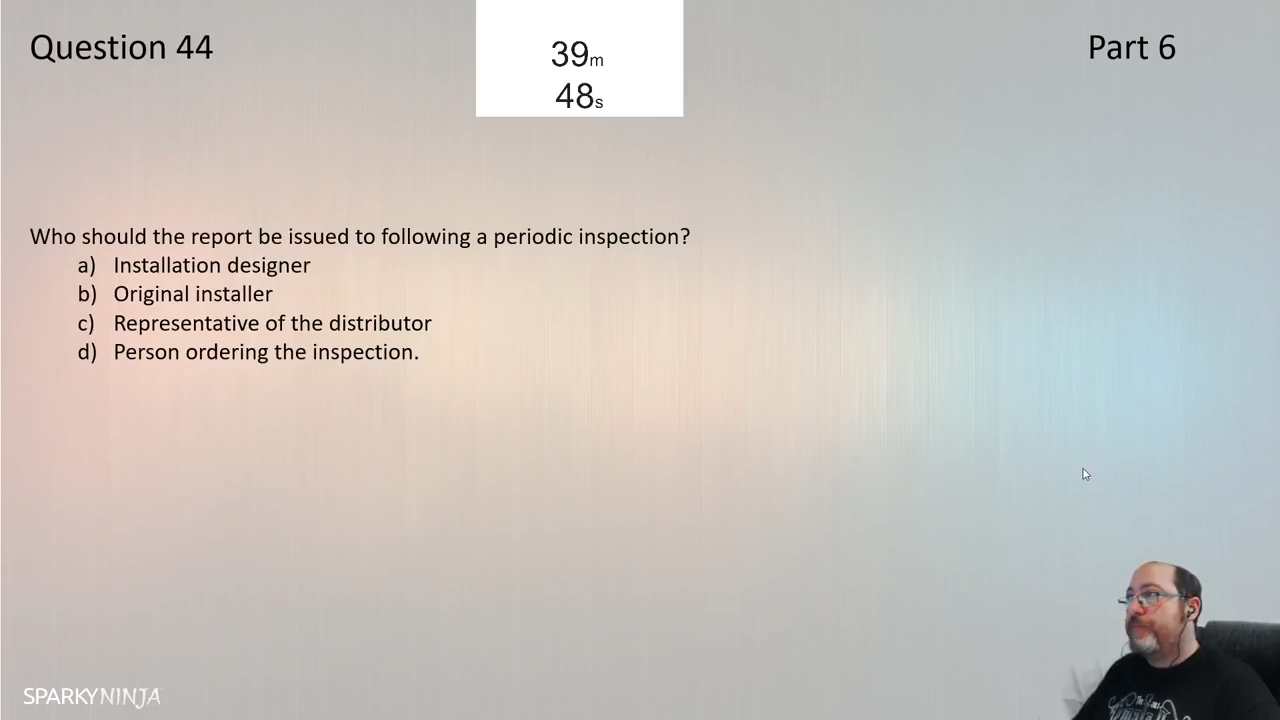 Question 44
39m
48s
Part 6
Who should the report be issued to following a periodic inspection?
a) Installation designer
b) Original installer
c) Representative of the distributor
d) Person ordering the inspection.
SPARKYNINJA
The